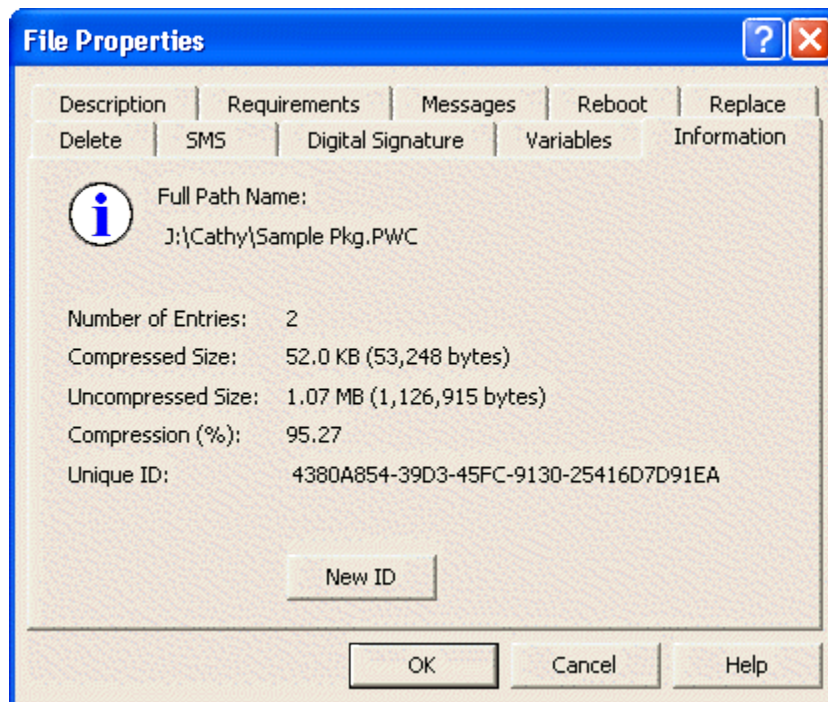 File Properties
Description Requirements Messages Reboot Replace
Delete SMS Digital Signature Variables Information
Full Path Name:
J:\Cathy\Sample Pkg.PWC
Number of Entries: 2
Compressed Size: 52.0 KB (53,248 bytes)
Uncompressed Size: 1.07 MB (1,126,915 bytes)
Compression (%): 95.27
Unique ID: 4380A854-39D3-45FC-9130-25416D7D91EA
New ID
OK Cancel Help